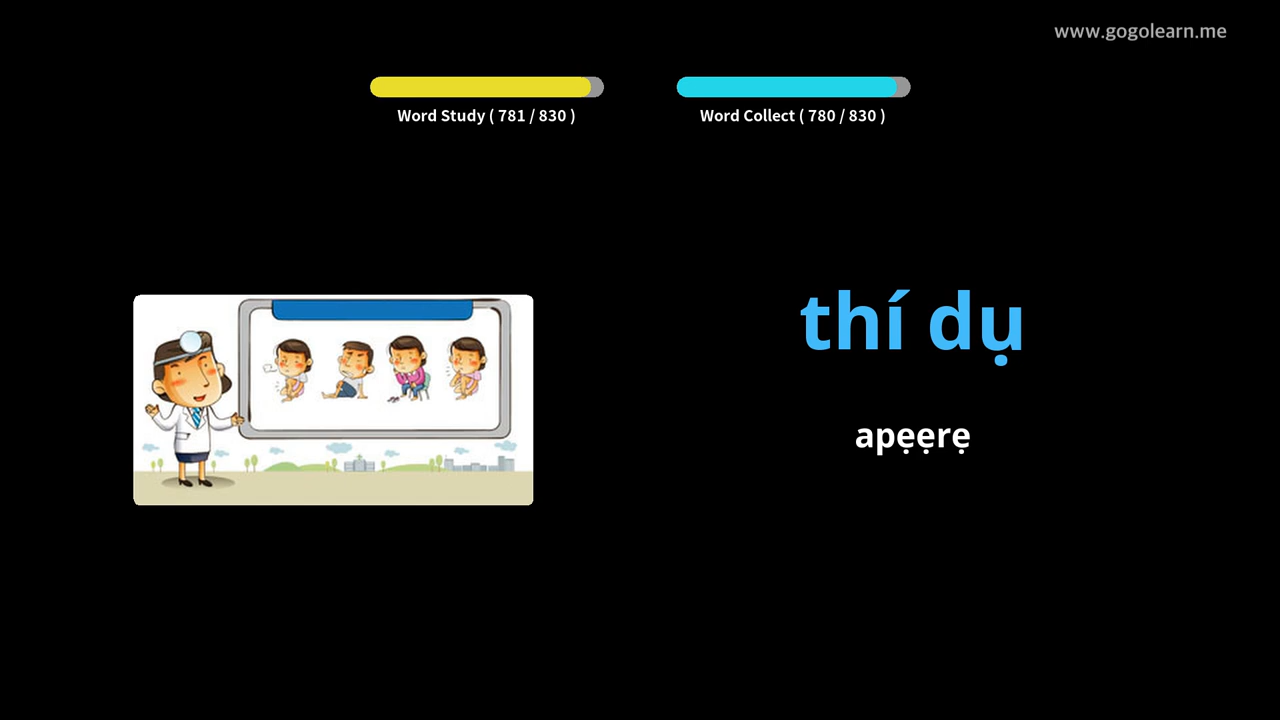 www.gogolearn.me
Word Study ( 781 / 830 )
Word Collect ( 780 / 830 )
thí dụ
apẹẹrẹ